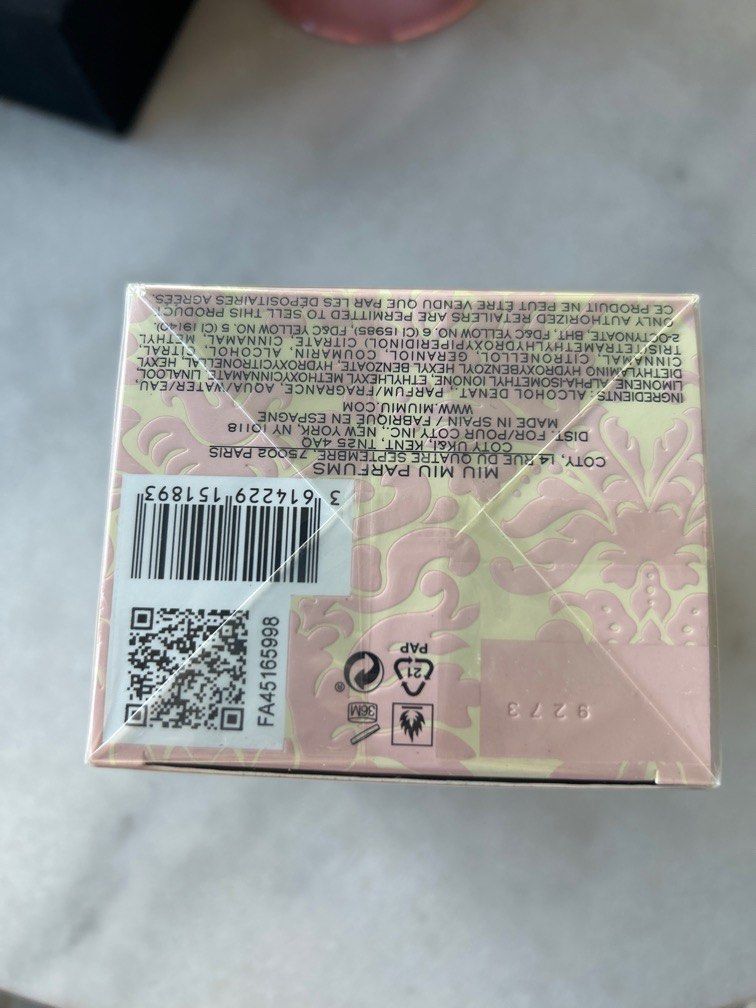 MIU MIU PARFUMS
COTY, 14 RUE DU QUATRE SEPTEMBRE 75002 PARIS
COTY UK&I, KENT, TN25 4AQ
DIST. FOR/POUR COTY INC., NEW YORK, NY 10118
MADE IN SPAIN / FABRIQUÉ EN ESPAGNE
WWW.MIUMIU.COM
INGREDIENTS: ALCOHOL DENAT., PARFUM/FRAGRANCE, AQUA/WATER/EAU,
LIMONENE, ALPHA-ISOMETHYL IONONE, ETHYLHEXYL METHOXYCINNAMATE, LINALOOL,
DIETHYLAMINO HYDROXYBENZOYL HEXYL BENZOATE, HYDROXYCITRONELLAL, HEXYL
CINNAMAL, CITRONELLOL, GERANIOL, COUMARIN, ALCOHOL, CITRAL,
TRIS(TETRAMETHYLHYDROXYPIPERIDINOL) CITRATE, CINNAMAL, METHYL
2-OCTYNOATE, BHT, FD&C YELLOW NO. 6 (CI 15985), FD&C YELLOW NO. 5 (CI 19140).
ONLY AUTHORIZED RETAILERS ARE PERMITTED TO SELL THIS PRODUCT.
CE PRODUIT NE PEUT ÊTRE VENDU QUE PAR LES DÉPOSITAIRES AGRÉÉS.
3 614229 151893
FA45165998
21
PAP
36M
®
9273